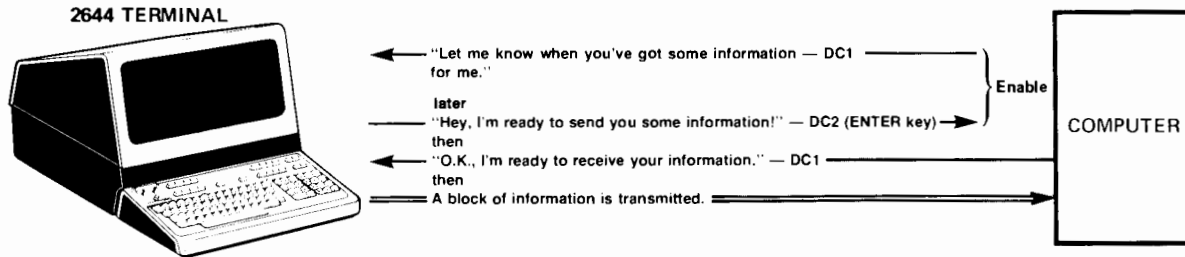 2644 TERMINAL
“Let me know when you've got some information — DC1
for me.”
Enable
later
“Hey, I'm ready to send you some information!” — DC2 (ENTER key)
then
“O.K., I'm ready to receive your information.” — DC1
then
A block of information is transmitted.
COMPUTER